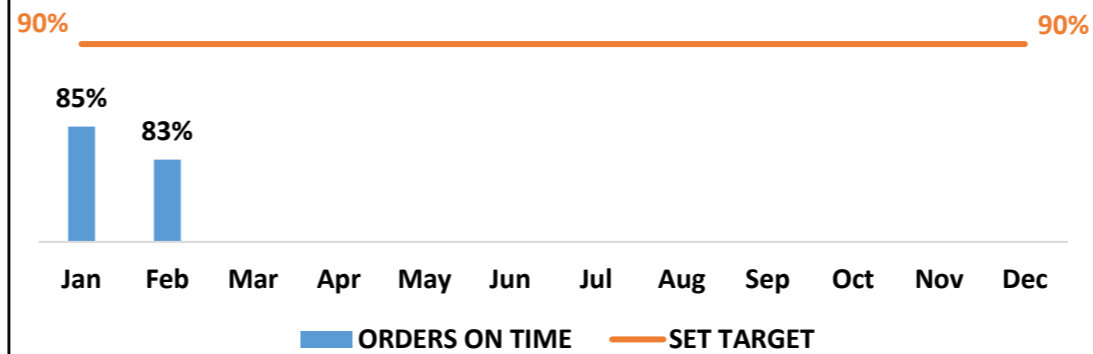 90% 90%
85%
83%
Jan Feb Mar Apr May Jun Jul Aug Sep Oct Nov Dec
ORDERS ON TIME SET TARGET